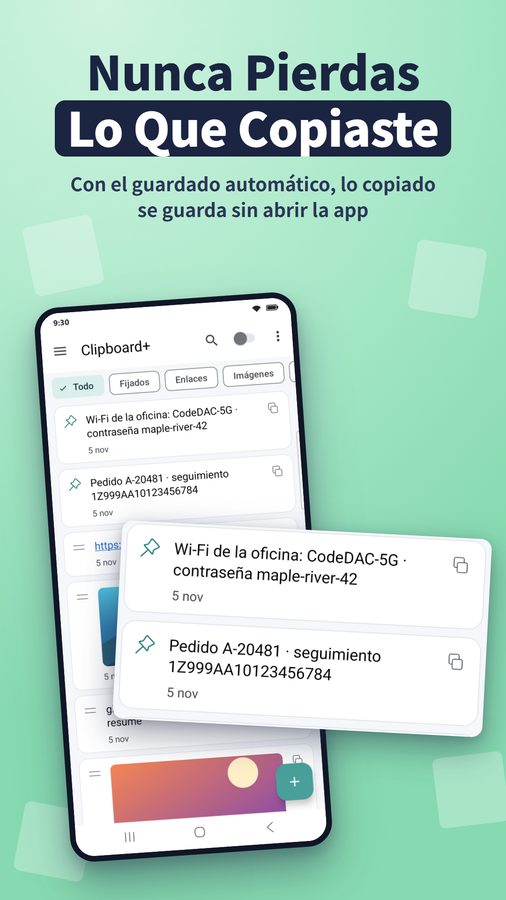 Nunca Pierdas
Lo Que Copiaste
Con el guardado automático, lo copiado
se guarda sin abrir la app
9:30
Clipboard+
Todo
Fijados
Enlaces
Imágenes
Wi-Fi de la oficina: CodeDAC-5G ·
contraseña maple-river-42
5 nov
Pedido A-20481 · seguimiento
1Z999AA10123456784
5 nov
https:
5 nov
resume
5 nov
Wi-Fi de la oficina: CodeDAC-5G ·
contraseña maple-river-42
5 nov
Pedido A-20481 · seguimiento
1Z999AA10123456784
5 nov